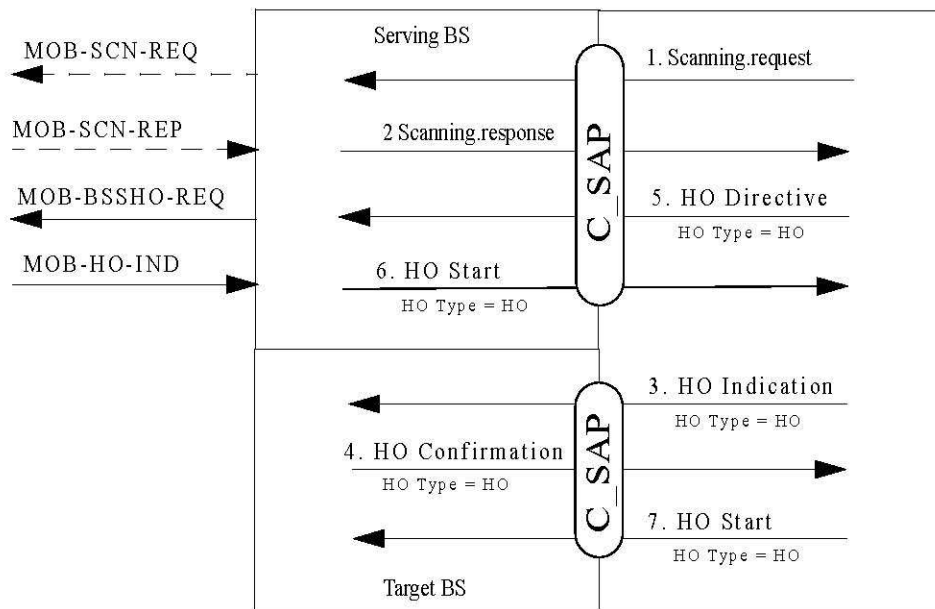 Serving BS
MOB-SCN-REQ
1. Scanning.request
MOB-SCN-REP
2 Scanning.response
MOB-BSSHO-REQ
5. HO Directive
HO Type = HO
MOB-HO-IND
6. HO Start
HO Type = HO
C_SAP
3. HO Indication
HO Type = HO
4. HO Confirmation
HO Type = HO
C_SAP
7. HO Start
HO Type = HO
Target BS